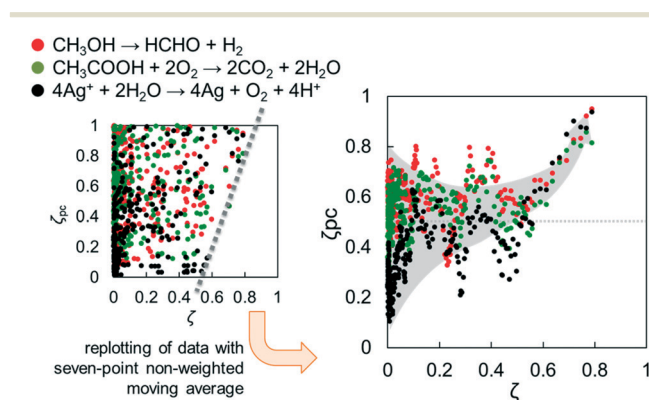 CH₃OH → HCHO + H₂
CH₃COOH + 2O₂ → 2CO₂ + 2H₂O
4Ag⁺ + 2H₂O → 4Ag + O₂ + 4H⁺
1
0.8
0.6
0.4
0.2
0
ζpc
0 0.2 0.4 0.6 0.8 1
ζ
replotting of data with
seven-point non-weighted
moving average
1
0.8
0.6
0.4
0.2
0
ζpc
0 0.2 0.4 0.6 0.8 1
ζ